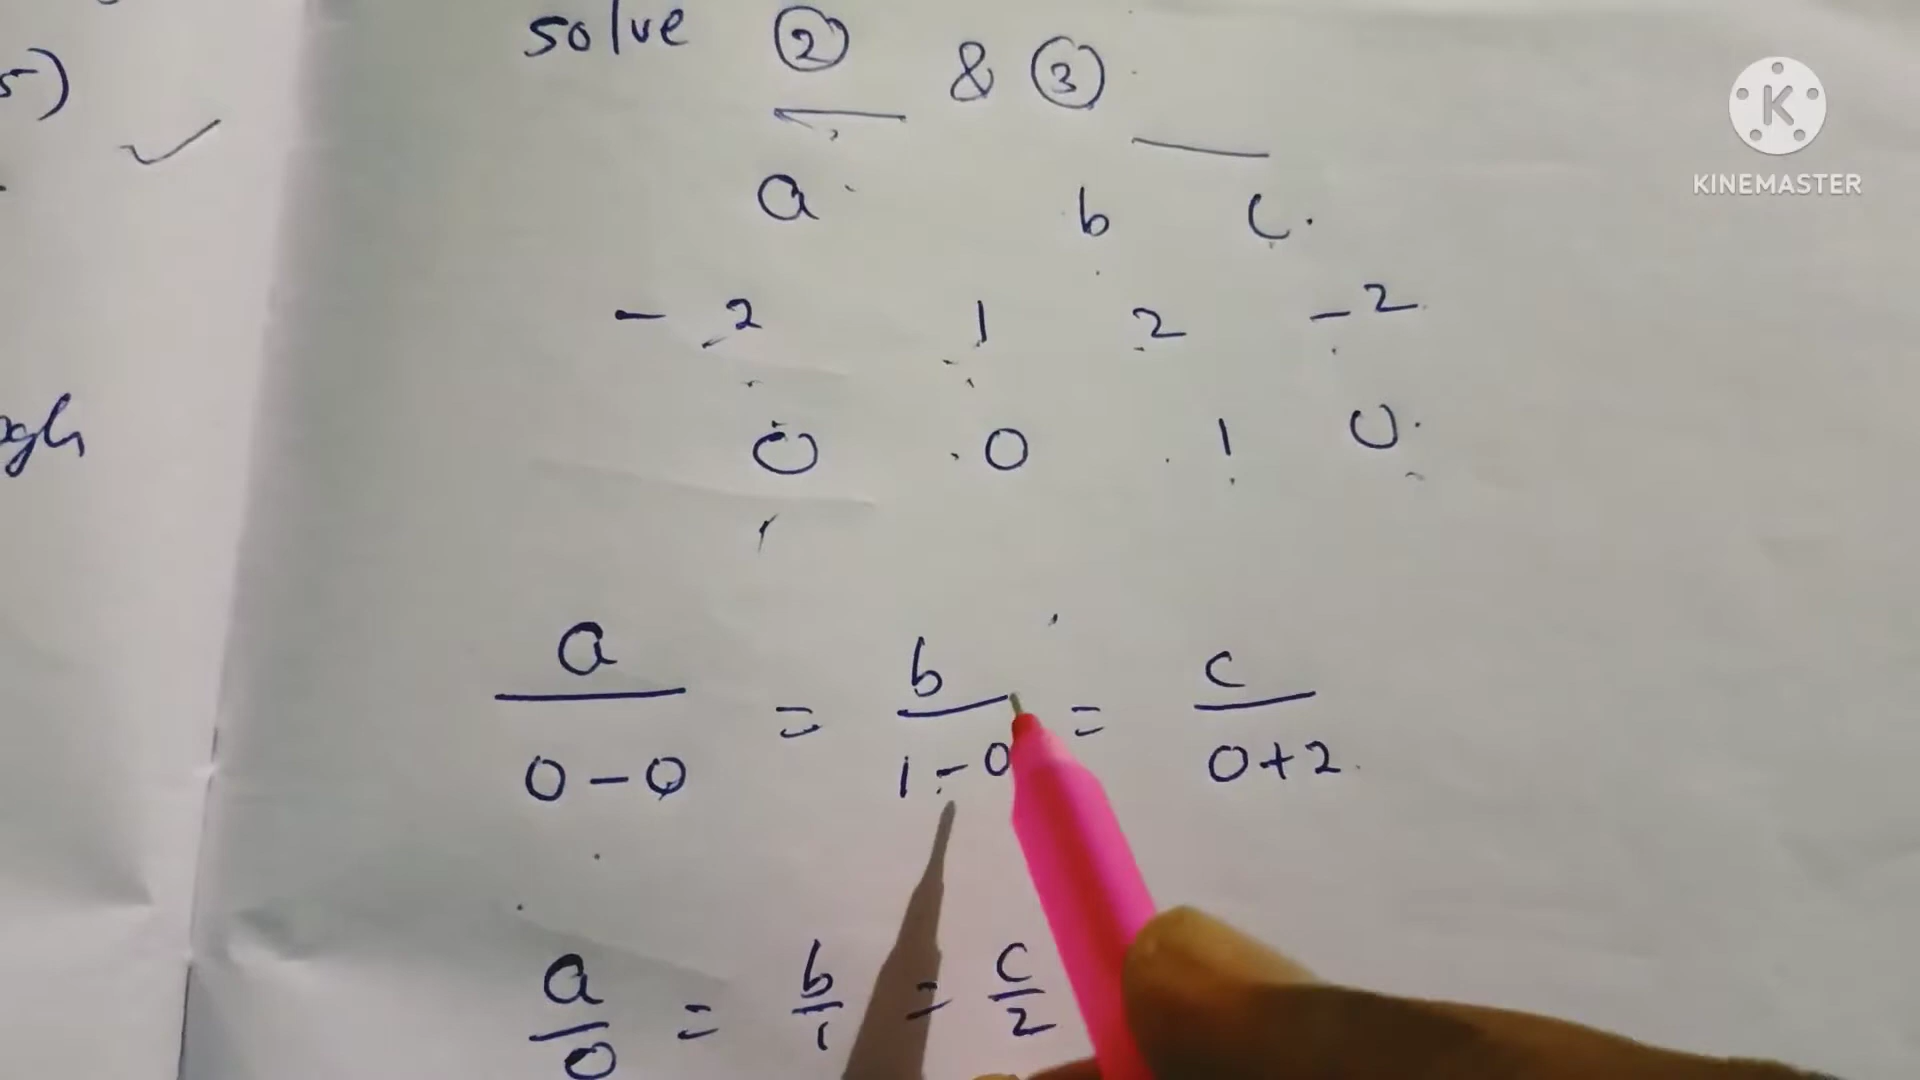 solve ② & ③
5)
a b c.
- 2 1 2 -2
0 0 1 0
a/0-0 = b/1-0 = c/0+2
a/0 = b/1 = c/2
KINEMASTER